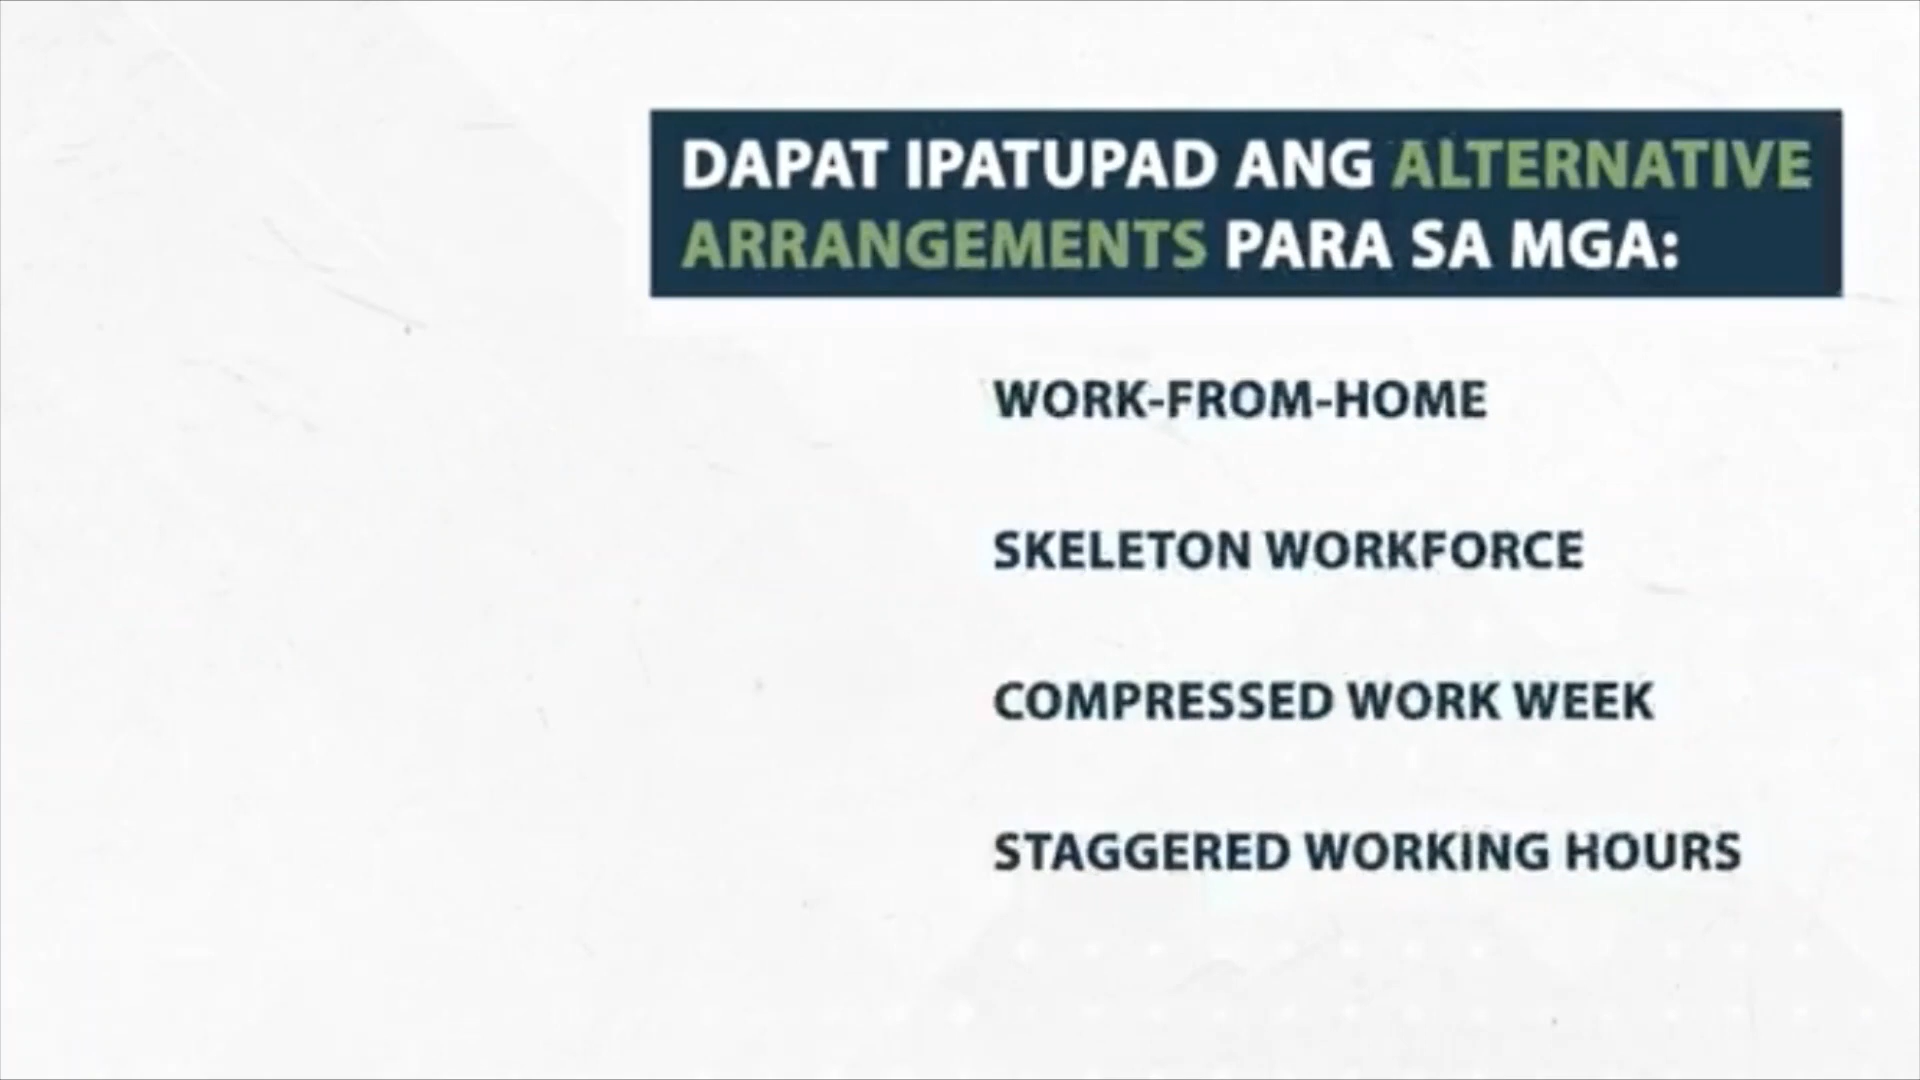 DAPAT IPATUPAD ANG ALTERNATIVE
ARRANGEMENTS PARA SA MGA:
WORK-FROM-HOME
SKELETON WORKFORCE
COMPRESSED WORK WEEK
STAGGERED WORKING HOURS